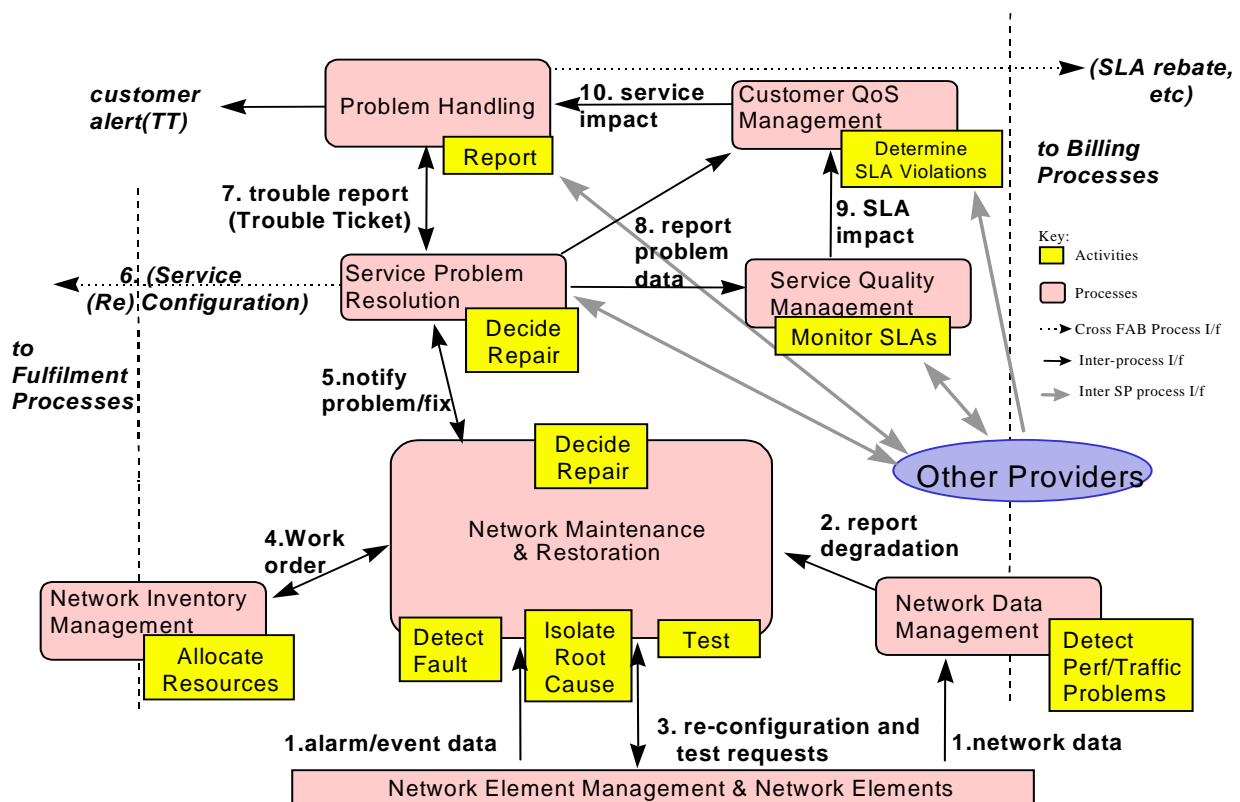 customer
alert(TT)
Problem Handling
Report
10. service
impact
Customer QoS
Management
Determine
SLA Violations
(SLA rebate,
etc)
to Billing
Processes
7. trouble report
(Trouble Ticket)
8. report
problem
data
9. SLA
impact
Key:
Activities
Processes
Cross FAB Process I/f
Inter-process I/f
Inter SP process I/f
6. (Service
(Re) Configuration)
Service Problem
Resolution
Decide
Repair
Service Quality
Management
Monitor SLAs
to
Fulfilment
Processes
5.notify
problem/fix
Decide
Repair
Other Providers
Network Maintenance
& Restoration
4.Work
order
2. report
degradation
Network Inventory
Management
Allocate
Resources
Detect
Fault
Isolate
Root
Cause
Test
Network Data
Management
Detect
Perf/Traffic
Problems
1.alarm/event data
3. re-configuration and
test requests
1.network data
Network Element Management & Network Elements